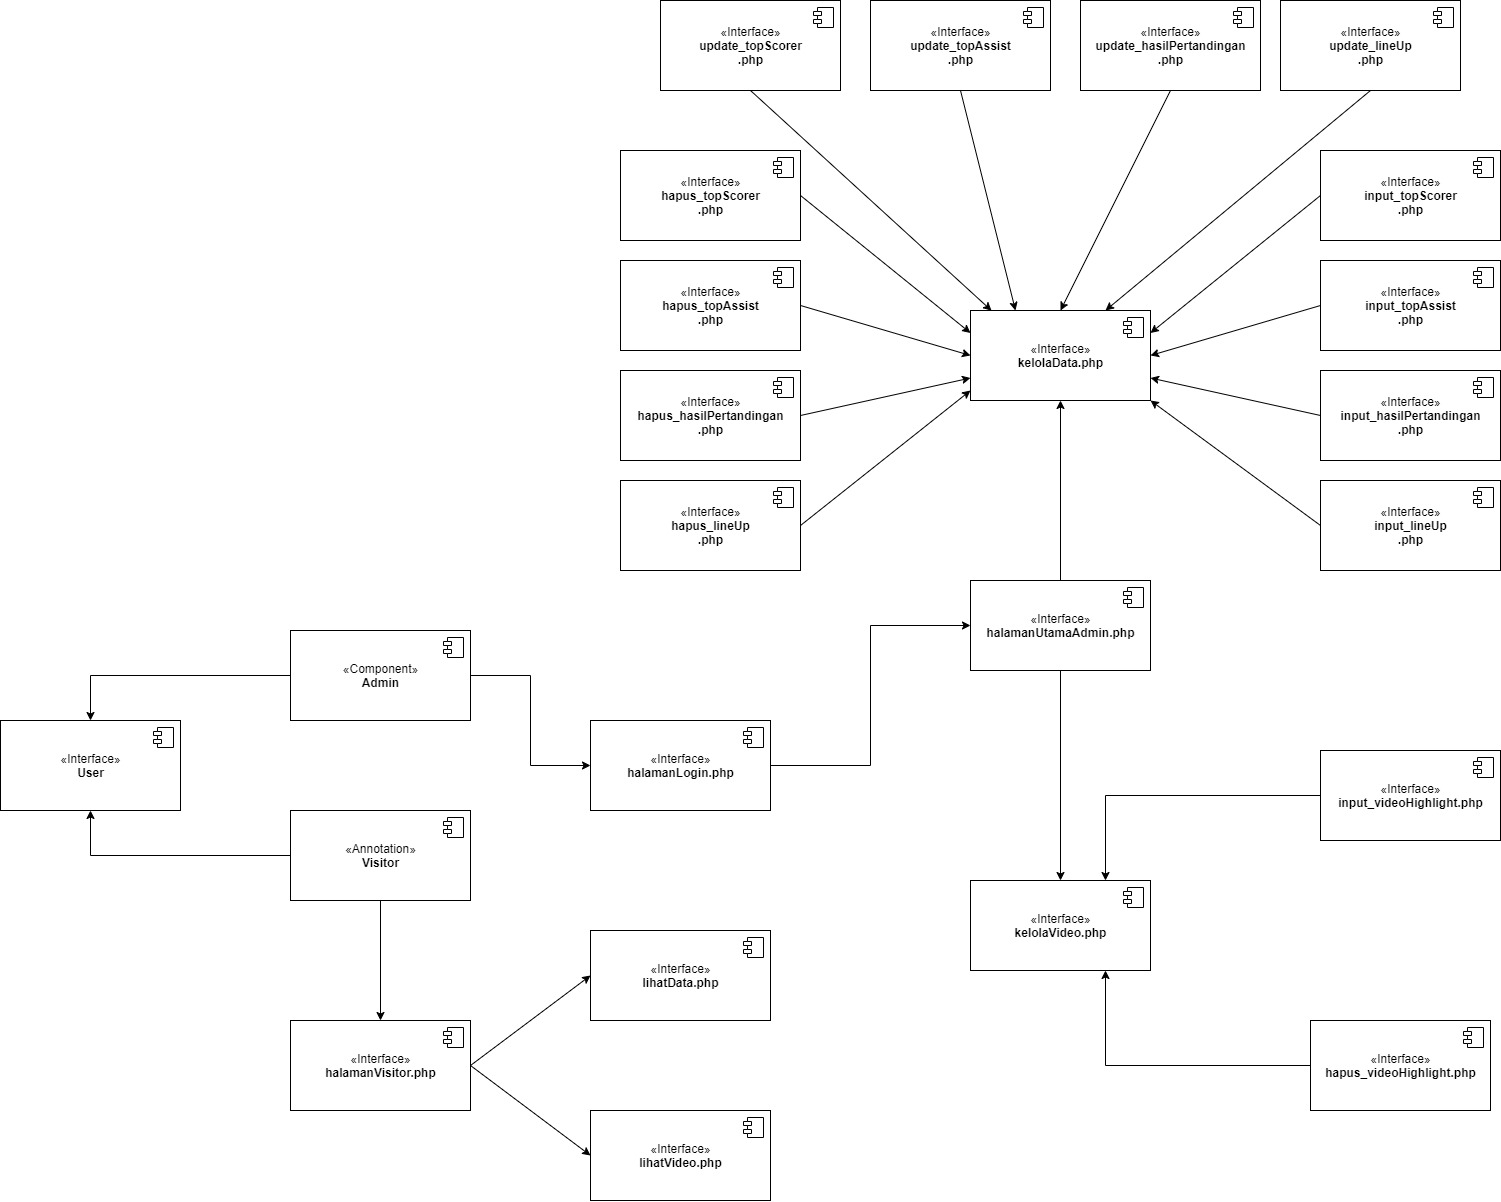 «Interface»
update_topScorer
.php
«Interface»
update_topAssist
.php
«Interface»
update_hasilPertandingan
.php
«Interface»
update_lineUp
.php
«Interface»
hapus_topScorer
.php
«Interface»
input_topScorer
.php
«Interface»
hapus_topAssist
.php
«Interface»
input_topAssist
.php
«Interface»
kelolaData.php
«Interface»
hapus_hasilPertandingan
.php
«Interface»
input_hasilPertandingan
.php
«Interface»
hapus_lineUp
.php
«Interface»
input_lineUp
.php
«Interface»
halamanUtamaAdmin.php
«Component»
Admin
«Interface»
User
«Interface»
halamanLogin.php
«Interface»
input_videoHighlight.php
«Annotation»
Visitor
«Interface»
kelolaVideo.php
«Interface»
lihatData.php
«Interface»
halamanVisitor.php
«Interface»
hapus_videoHighlight.php
«Interface»
lihatVideo.php